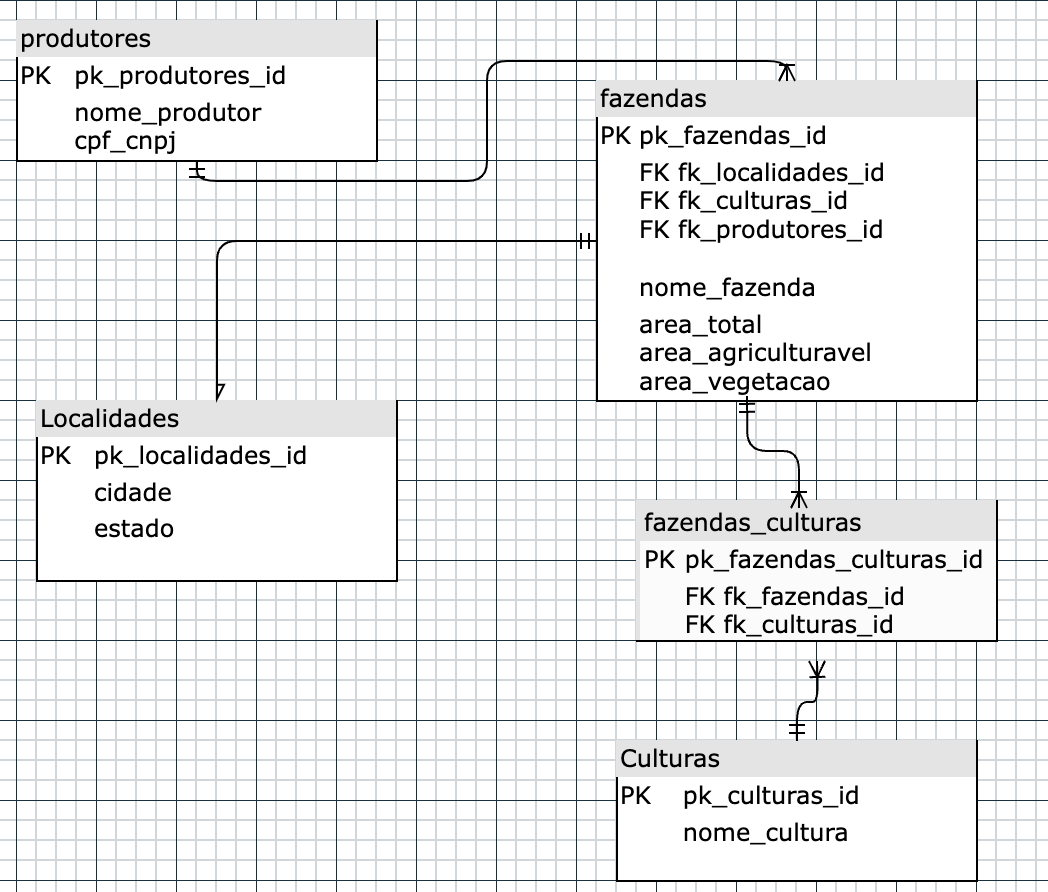 produtores
PK pk_produtores_id
nome_produtor
cpf_cnpj
fazendas
PK pk_fazendas_id
FK fk_localidades_id
FK fk_culturas_id
FK fk_produtores_id
nome_fazenda
area_total
area_agriculturavel
area_vegetacao
Localidades
PK pk_localidades_id
cidade
estado
fazendas_culturas
PK pk_fazendas_culturas_id
FK fk_fazendas_id
FK fk_culturas_id
Culturas
PK pk_culturas_id
nome_cultura